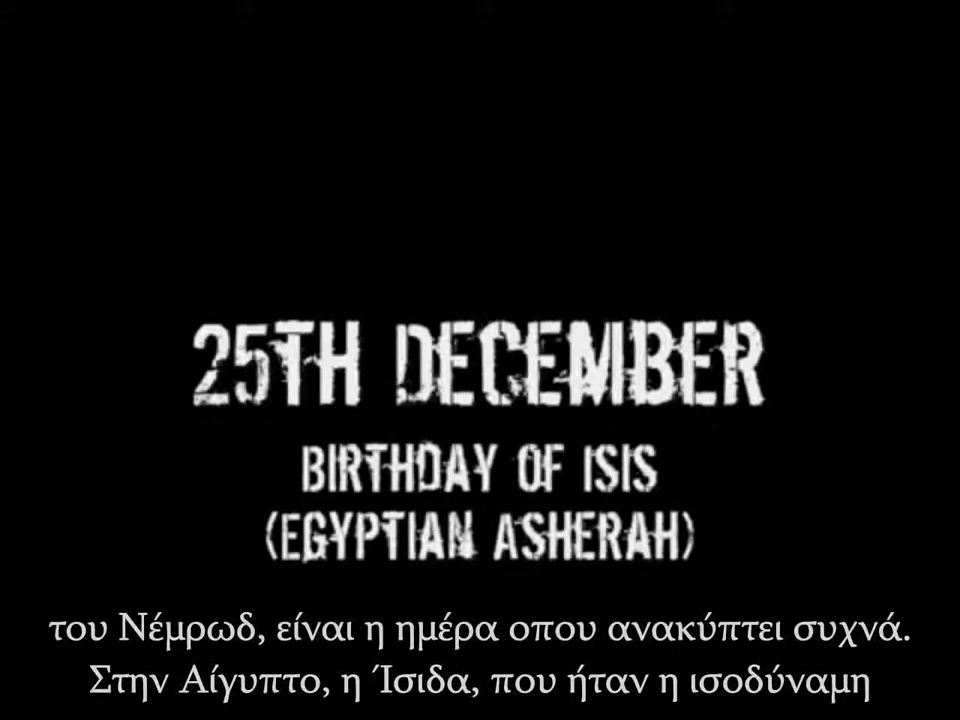 25TH DECEMBER
BIRTHDAY OF ISIS
(EGYPTIAN ASHERAH)
του Νέμρωδ, είναι η ημέρα οπου ανακύπτει συχνά.
Στην Αίγυπτο, η Ίσιδα, που ήταν η ισοδύναμη